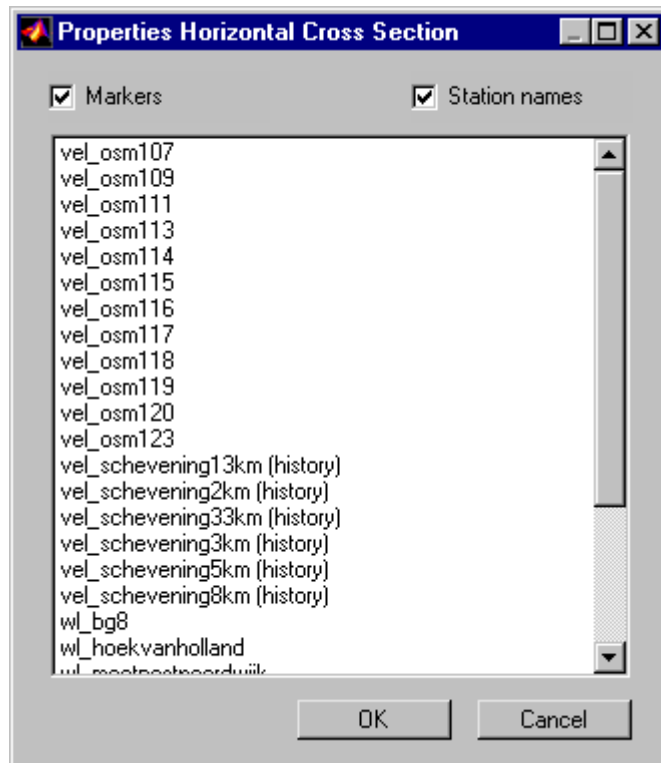 Properties Horizontal Cross Section
Markers
Station names
vel_osm107
vel_osm109
vel_osm111
vel_osm113
vel_osm114
vel_osm115
vel_osm116
vel_osm117
vel_osm118
vel_osm119
vel_osm120
vel_osm123
vel_schevening13km (history)
vel_schevening2km (history)
vel_schevening33km (history)
vel_schevening3km (history)
vel_schevening5km (history)
vel_schevening8km (history)
wl_bg8
wl_hoekvanholland
OK
Cancel